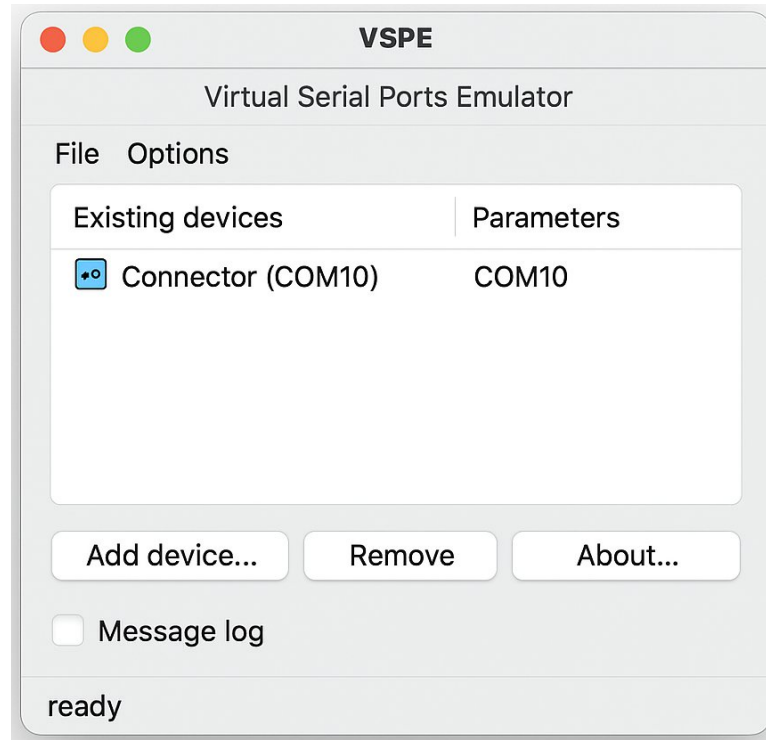 VSPE
Virtual Serial Ports Emulator
File Options
Existing devices Parameters
Connector (COM10) COM10
Add device... Remove About...
Message log
ready